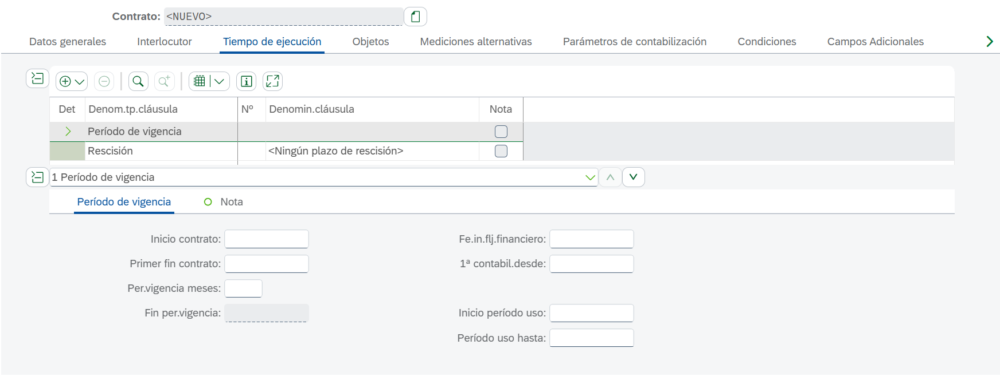 Contrato: <NUEVO>
Datos generales Interlocutor Tiempo de ejecución Objetos Mediciones alternativas Parámetros de contabilización Condiciones Campos Adicionales
Det Denom.tp.cláusula Nº Denomin.cláusula Nota
Período de vigencia
Rescisión <Ningún plazo de rescisión>
1 Período de vigencia
Período de vigencia Nota
Inicio contrato: Fe.in.flj.financiero:
Primer fin contrato: 1ª contabil.desde:
Per.vigencia meses:
Fin per.vigencia: Inicio período uso:
Período uso hasta: